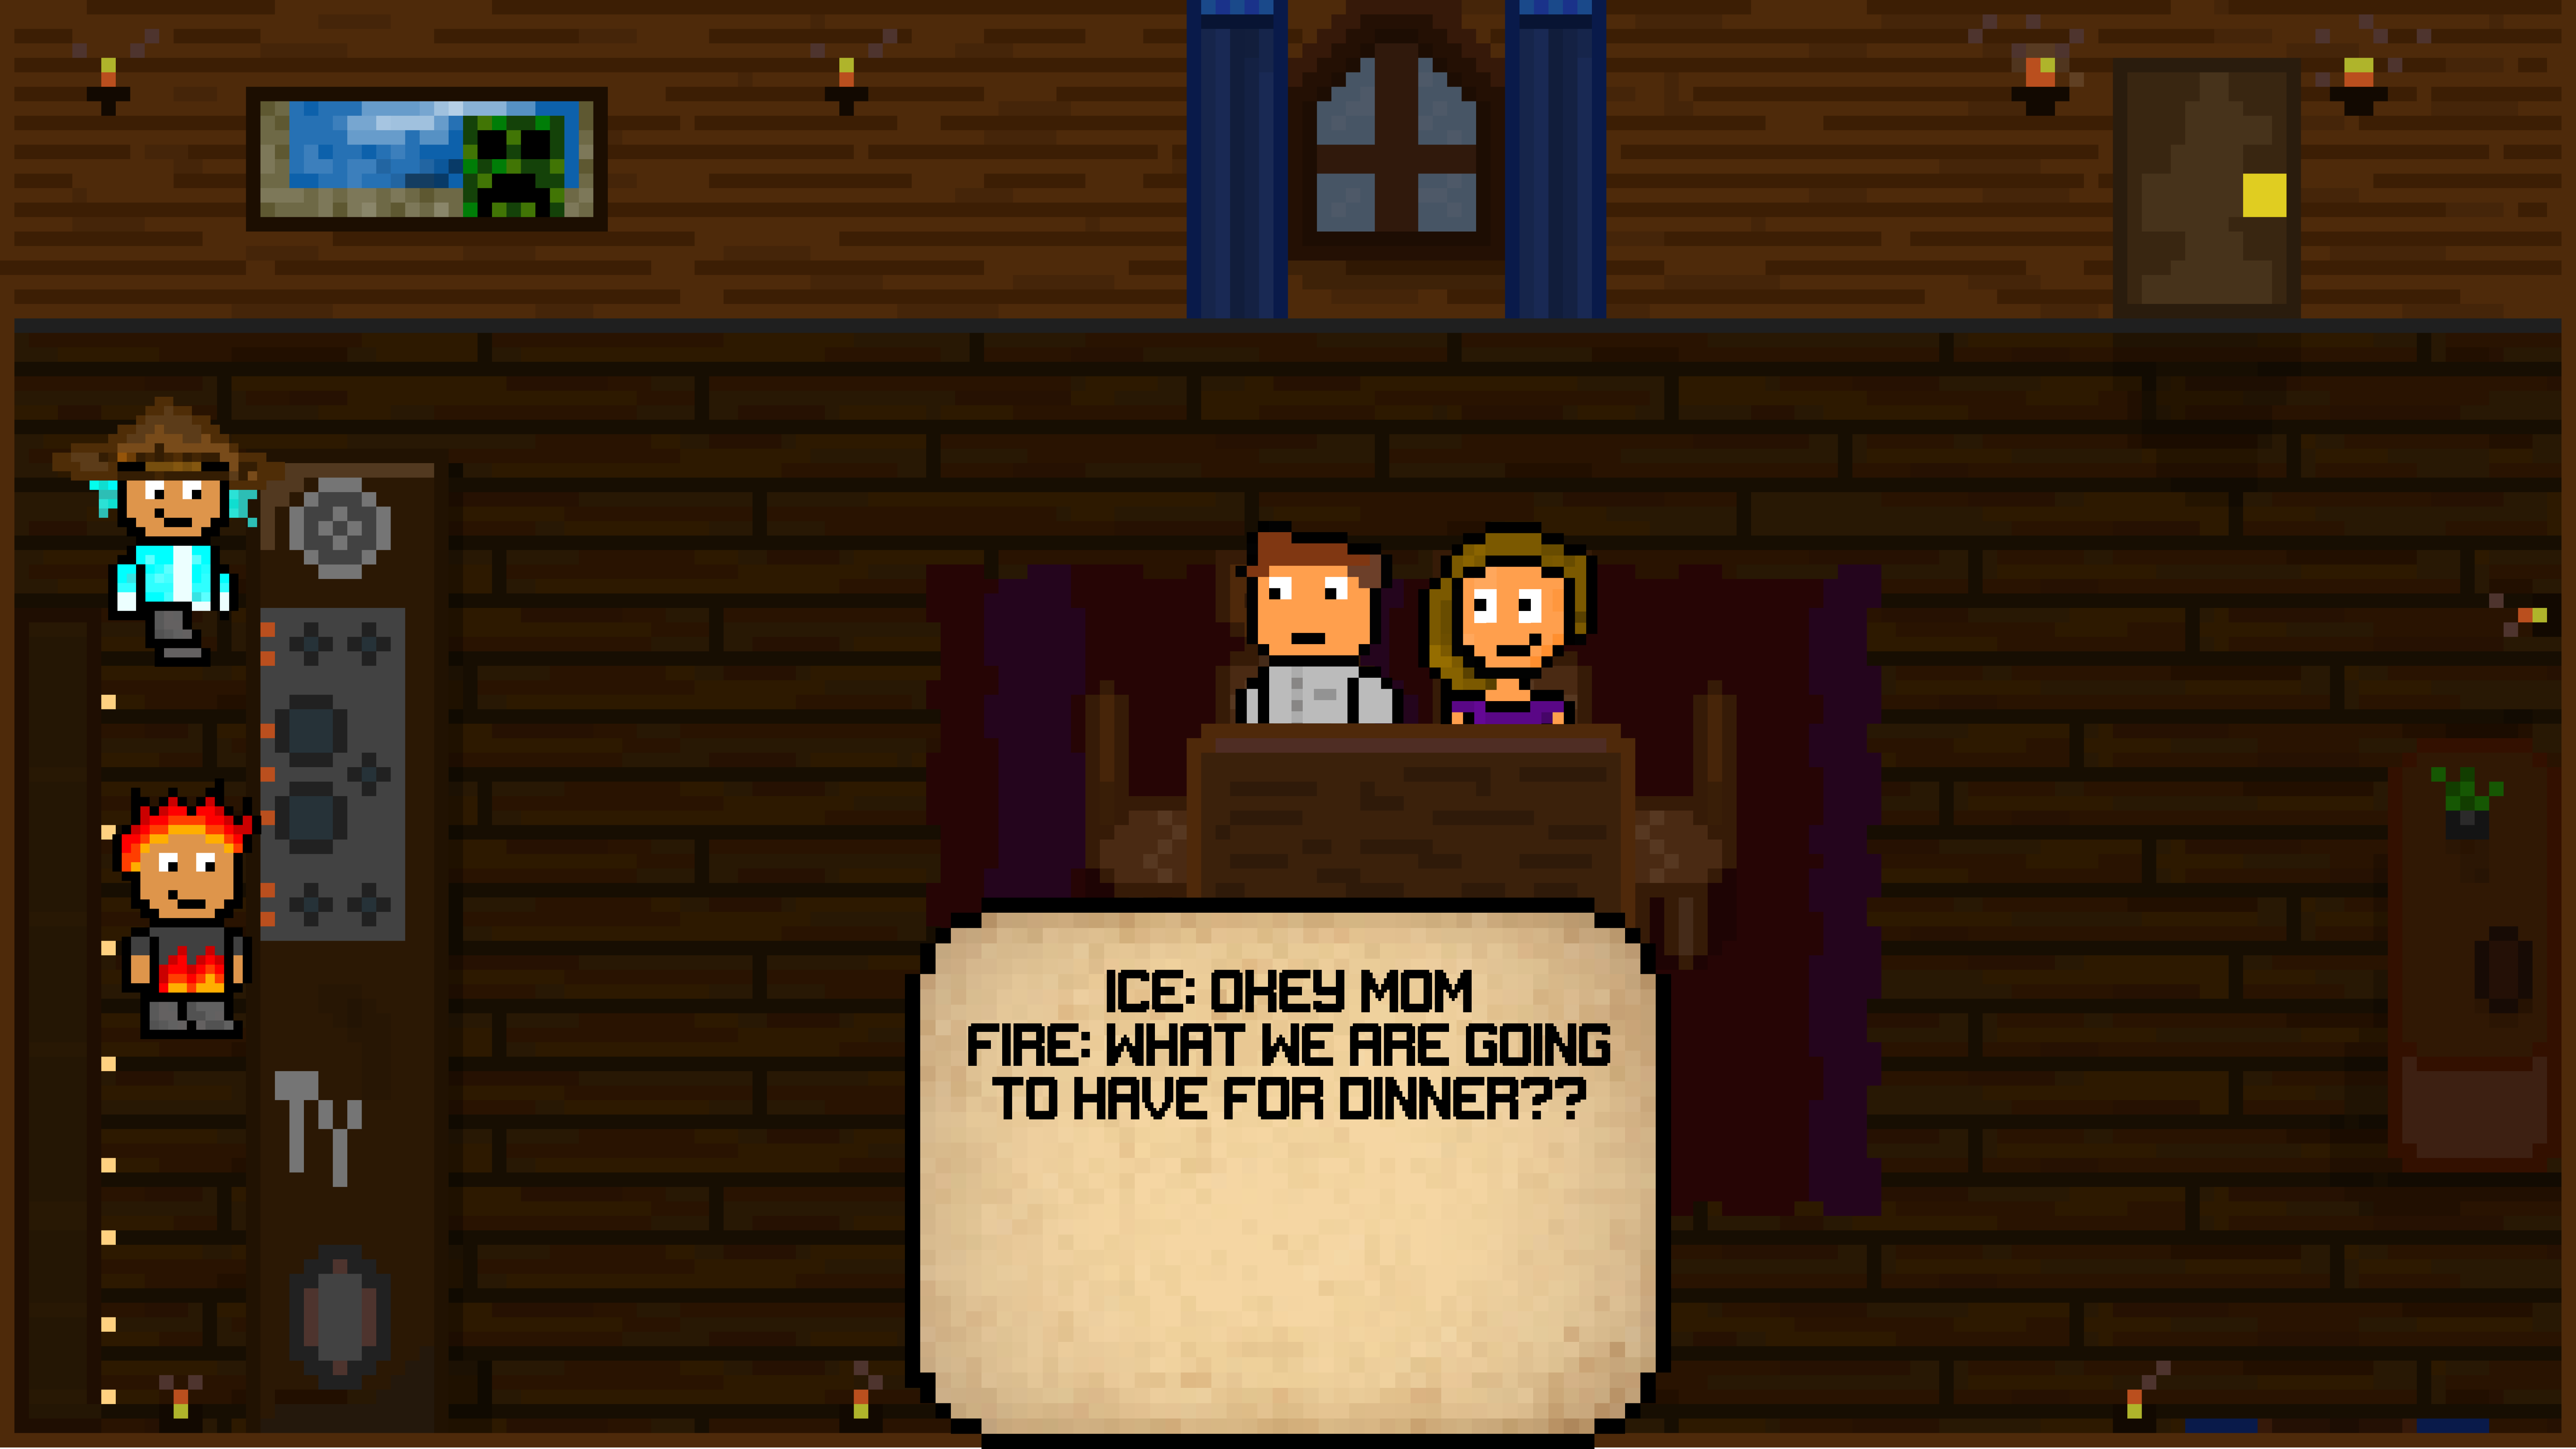 ICE: OKEY MOM
FIRE: WHAT WE ARE GOING
TO HAVE FOR DINNER??